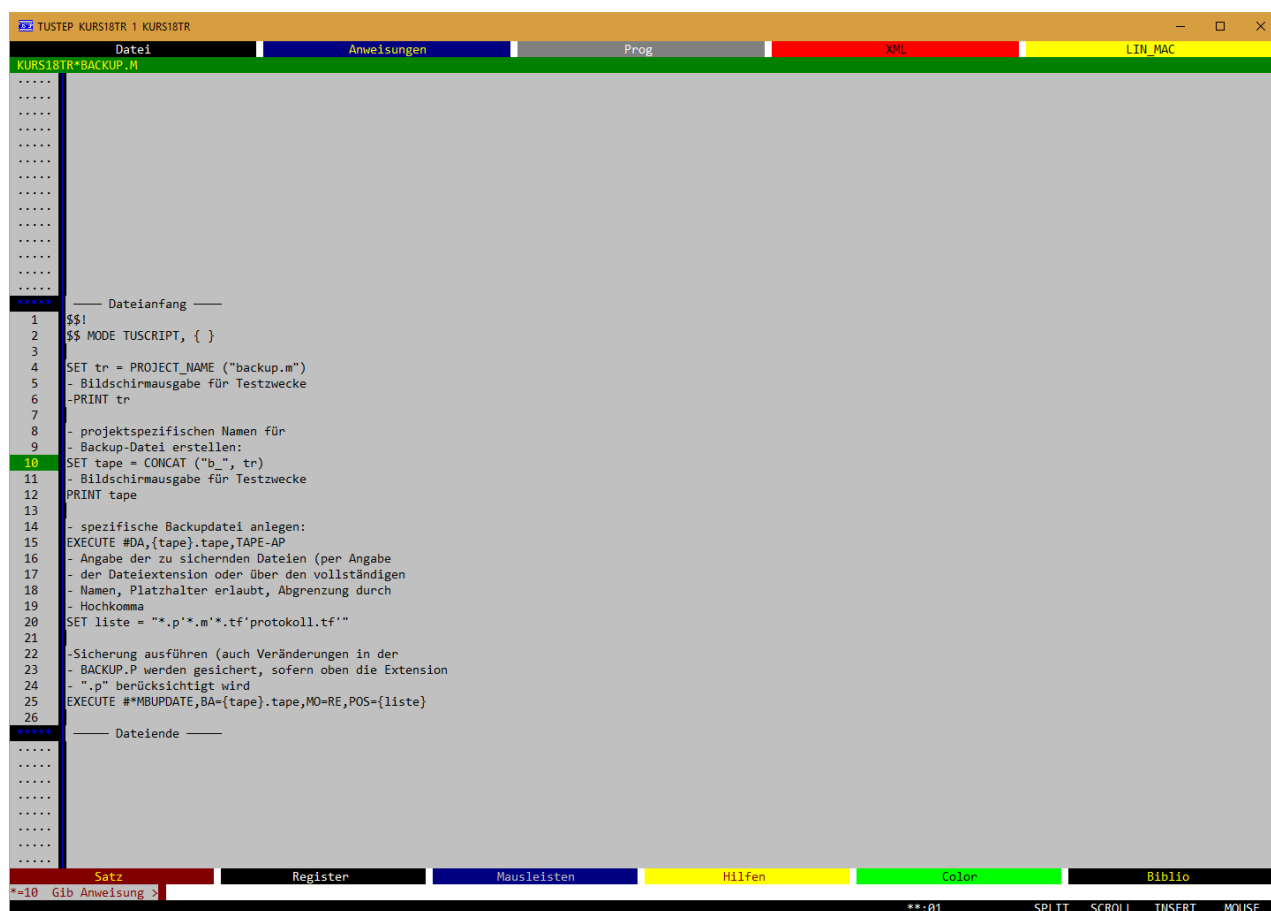 TUSTEP KURS18TR 1 KURS18TR
Datei Anweisungen Prog XML LIN_MAC
KURS18TR*BACKUP.M
.....
.....
.....
.....
.....
.....
.....
.....
.....
.....
.....
.....
.....
.....
***** ──── Dateianfang ────
1 $$!
2 $$ MODE TUSCRIPT, { }
3
4 SET tr = PROJECT_NAME ("backup.m")
5 - Bildschirmausgabe für Testzwecke
6 -PRINT tr
7
8 - projektspezifischen Namen für
9 - Backup-Datei erstellen:
10 SET tape = CONCAT ("b_", tr)
11 - Bildschirmausgabe für Testzwecke
12 PRINT tape
13
14 - spezifische Backupdatei anlegen:
15 EXECUTE #DA,{tape}.tape,TAPE-AP
16 - Angabe der zu sichernden Dateien (per Angabe
17 - der Dateiextension oder über den vollständigen
18 - Namen, Platzhalter erlaubt, Abgrenzung durch
19 - Hochkomma
20 SET liste = "*.p'*.m'*.tf'protokoll.tf'"
21
22 -Sicherung ausführen (auch Veränderungen in der
23 - BACKUP.P werden gesichert, sofern oben die Extension
24 - ".p" berücksichtigt wird
25 EXECUTE #*MBUPDATE,BA={tape}.tape,MO=RE,POS={liste}
26
***** ───── Dateiende ─────
.....
.....
.....
.....
.....
.....
.....
.....
Satz Register Mausleisten Hilfen Color Biblio
*=10 Gib Anweisung >
**.01 SPLIT SCROLL INSERT MOUSE